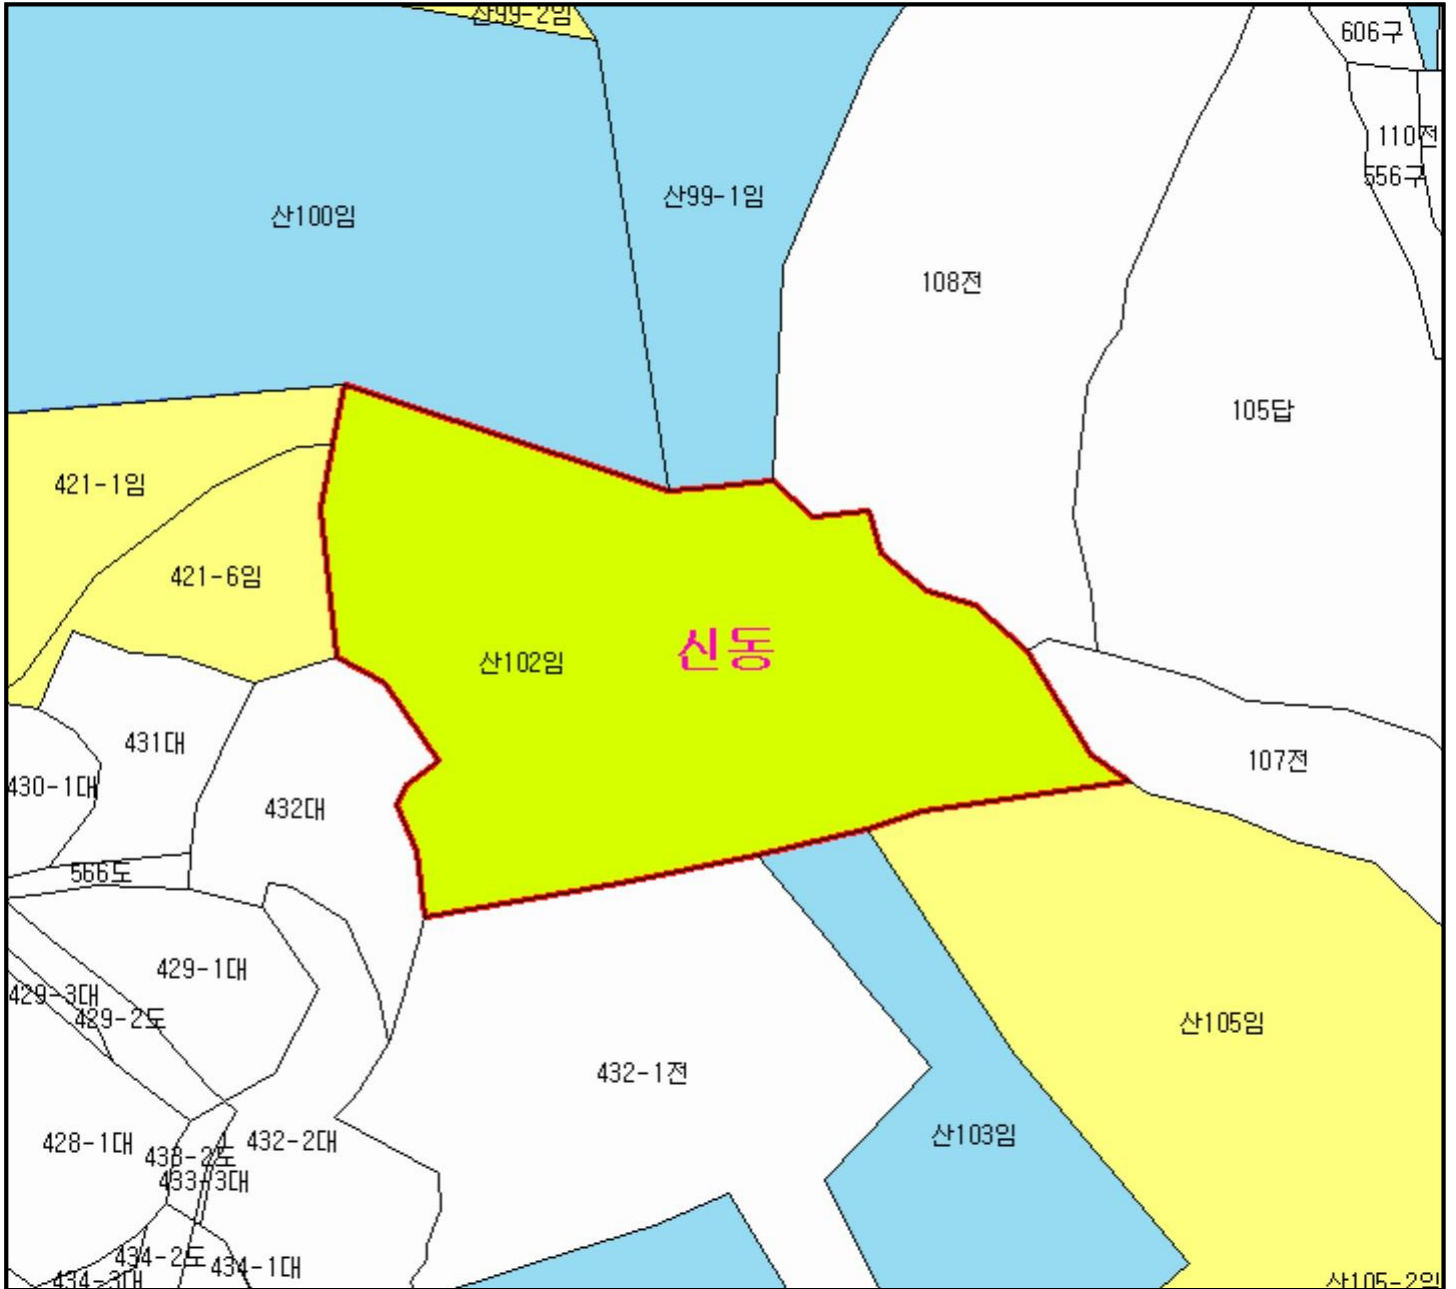 산99-2임
606구
110전
556구
산99-1임
산100임
108전
105답
421-1임
421-6임
신동
산102임
431대
107전
430-1대
432대
566도
429-1대
429-3대
429-2도
산105임
432-1전
산103임
428-1대
432-2대
433-3대
434-2도
434-1대
434-3대
산105-2임